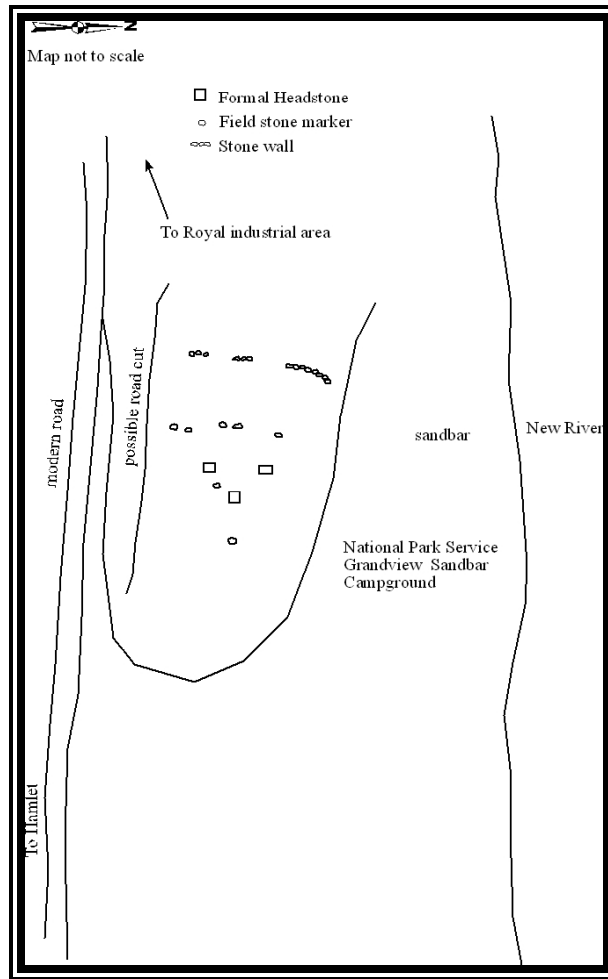 N
Map not to scale
Formal Headstone
Field stone marker
Stone wall
To Royal industrial area
possible road cut
modern road
sandbar
New River
National Park Service
Grandview Sandbar
Campground
To Hamlet